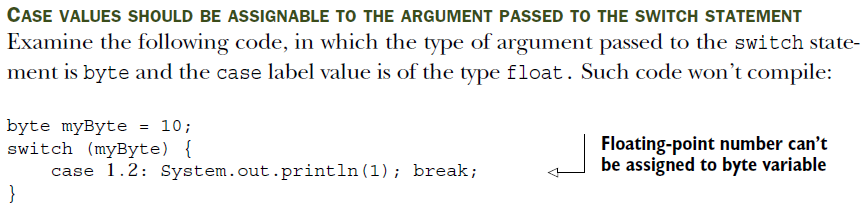 CASE VALUES SHOULD BE ASSIGNABLE TO THE ARGUMENT PASSED TO THE SWITCH STATEMENT
Examine the following code, in which the type of argument passed to the switch state-
ment is byte and the case label value is of the type float. Such code won't compile:
byte myByte = 10;
switch (myByte) {
    case 1.2: System.out.println(1); break;
}
Floating-point number can't
be assigned to byte variable